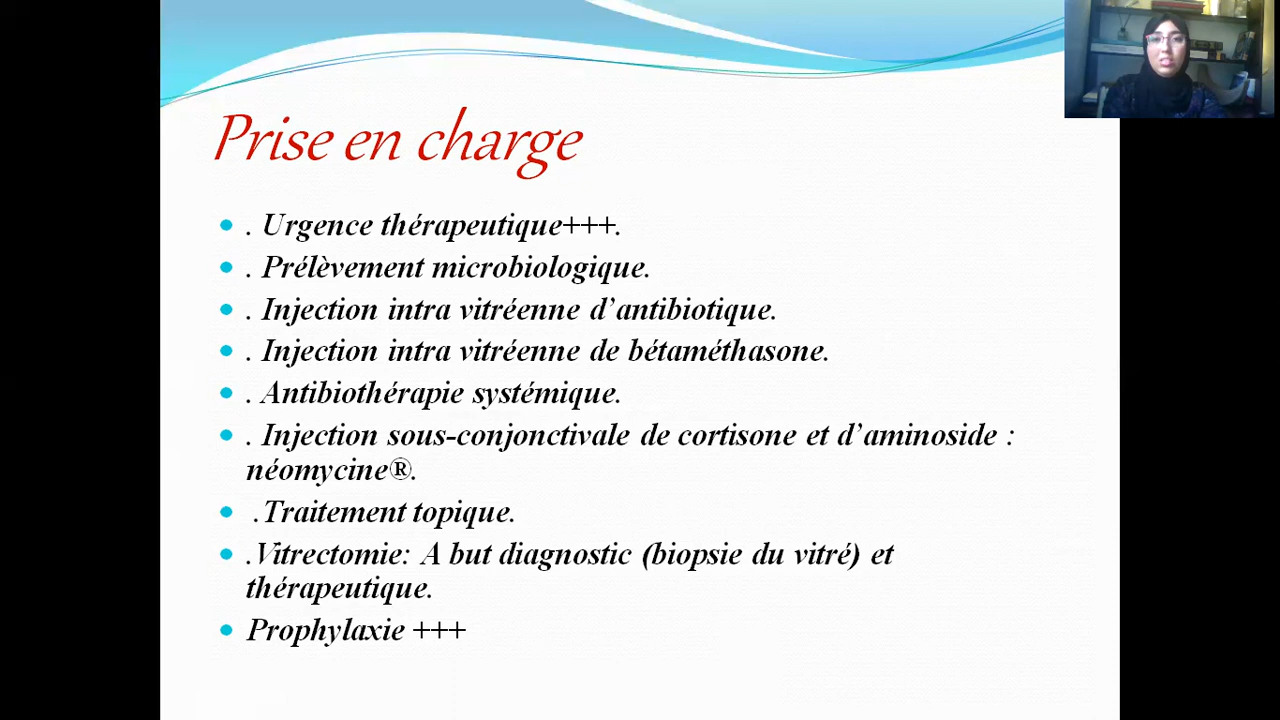 Prise en charge
. Urgence thérapeutique+++.
. Prélèvement microbiologique.
. Injection intra vitréenne d’antibiotique.
. Injection intra vitréenne de bétaméthasone.
. Antibiothérapie systémique.
. Injection sous-conjonctivale de cortisone et d’aminoside :
néomycine®.
.Traitement topique.
.Vitrectomie: A but diagnostic (biopsie du vitré) et
thérapeutique.
Prophylaxie +++